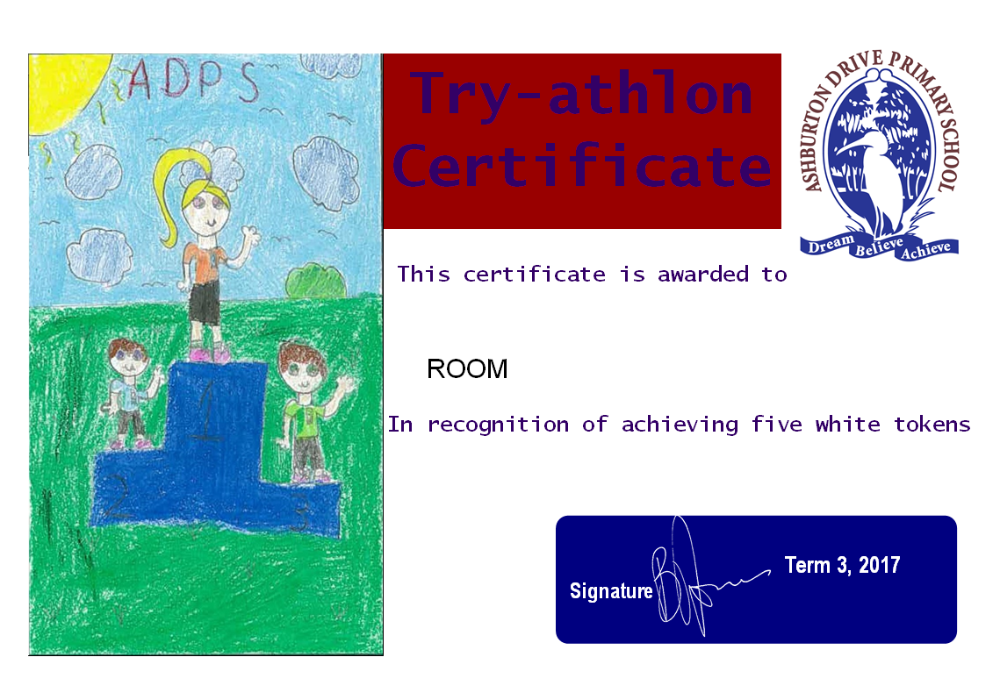 ADPS
1
2
3
Try-athlon
Certificate
ASHBURTON DRIVE PRIMARY SCHOOL
Dream Believe Achieve
This certificate is awarded to
ROOM
In recognition of achieving five white tokens
Signature
Term 3, 2017